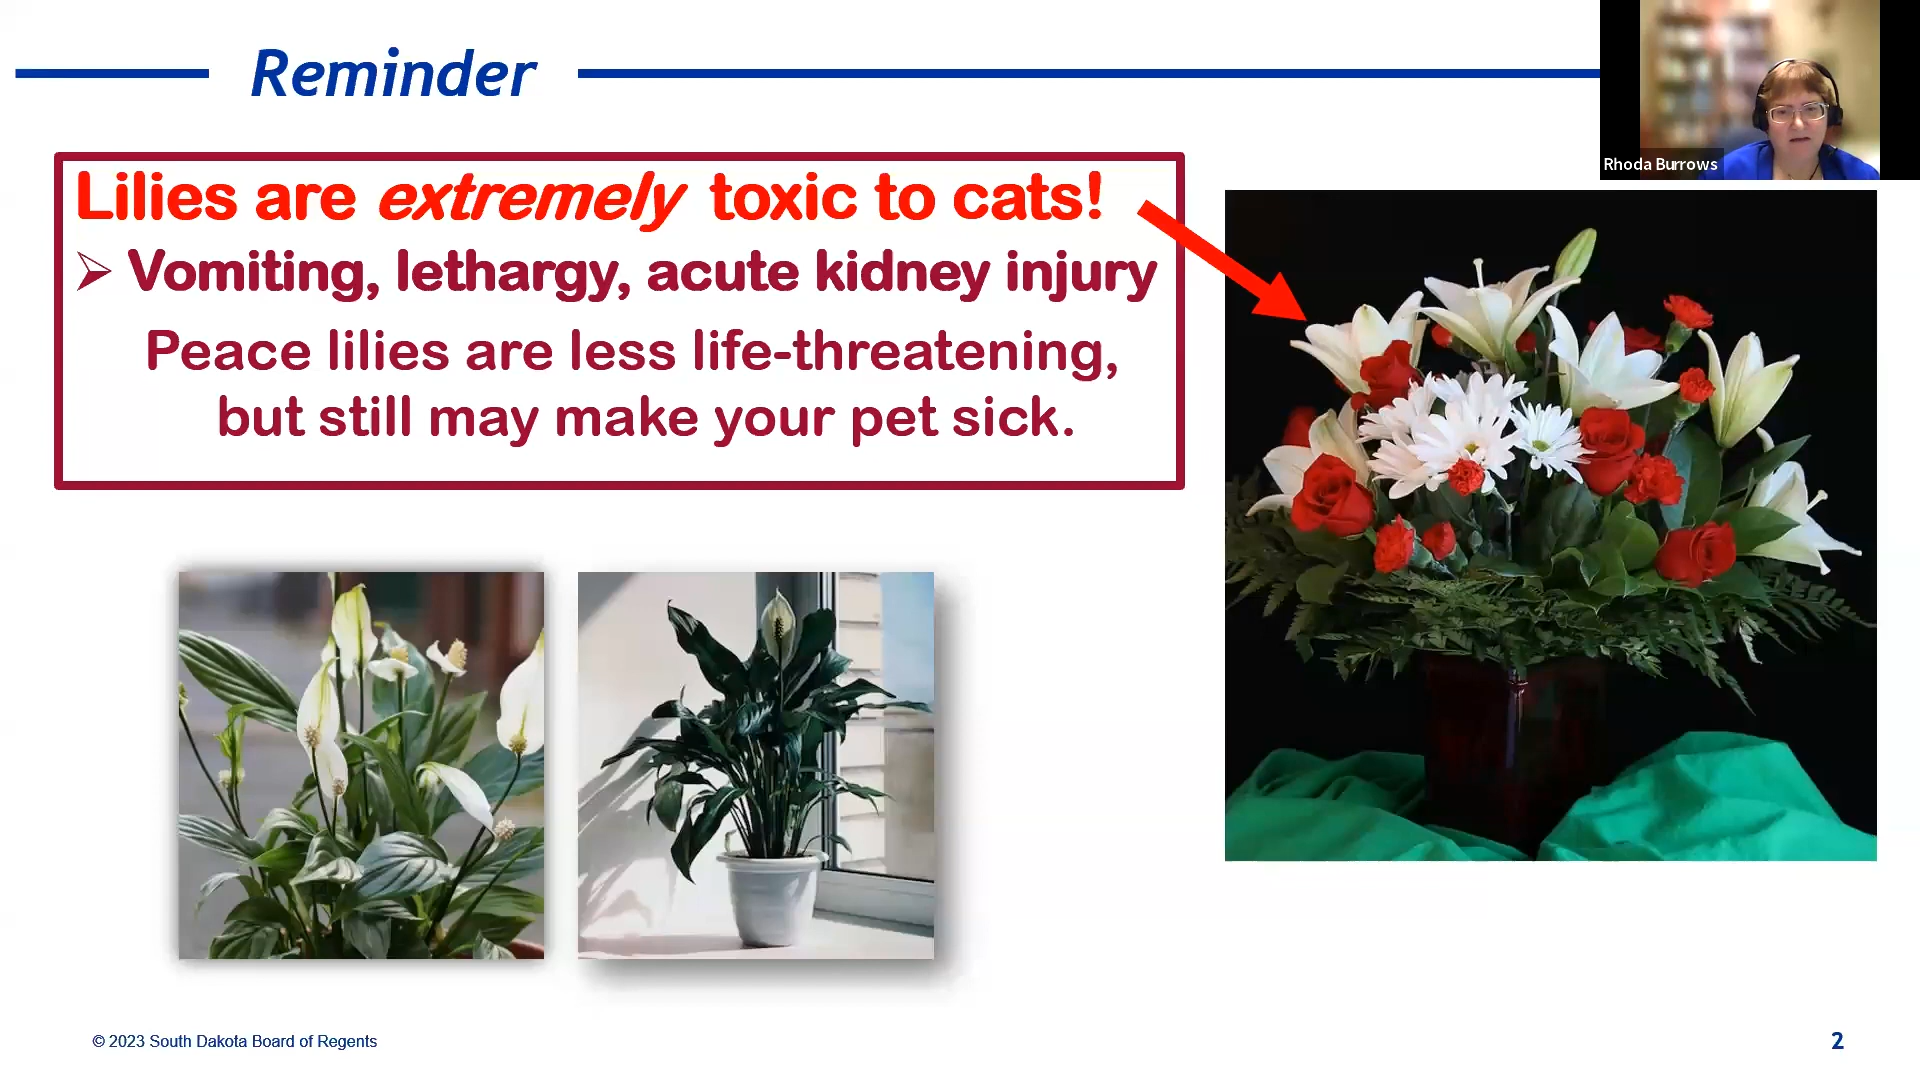 Reminder
Rhoda Burrows
Lilies are extremely toxic to cats!
➢ Vomiting, lethargy, acute kidney injury
Peace lilies are less life-threatening,
but still may make your pet sick.
© 2023 South Dakota Board of Regents
2